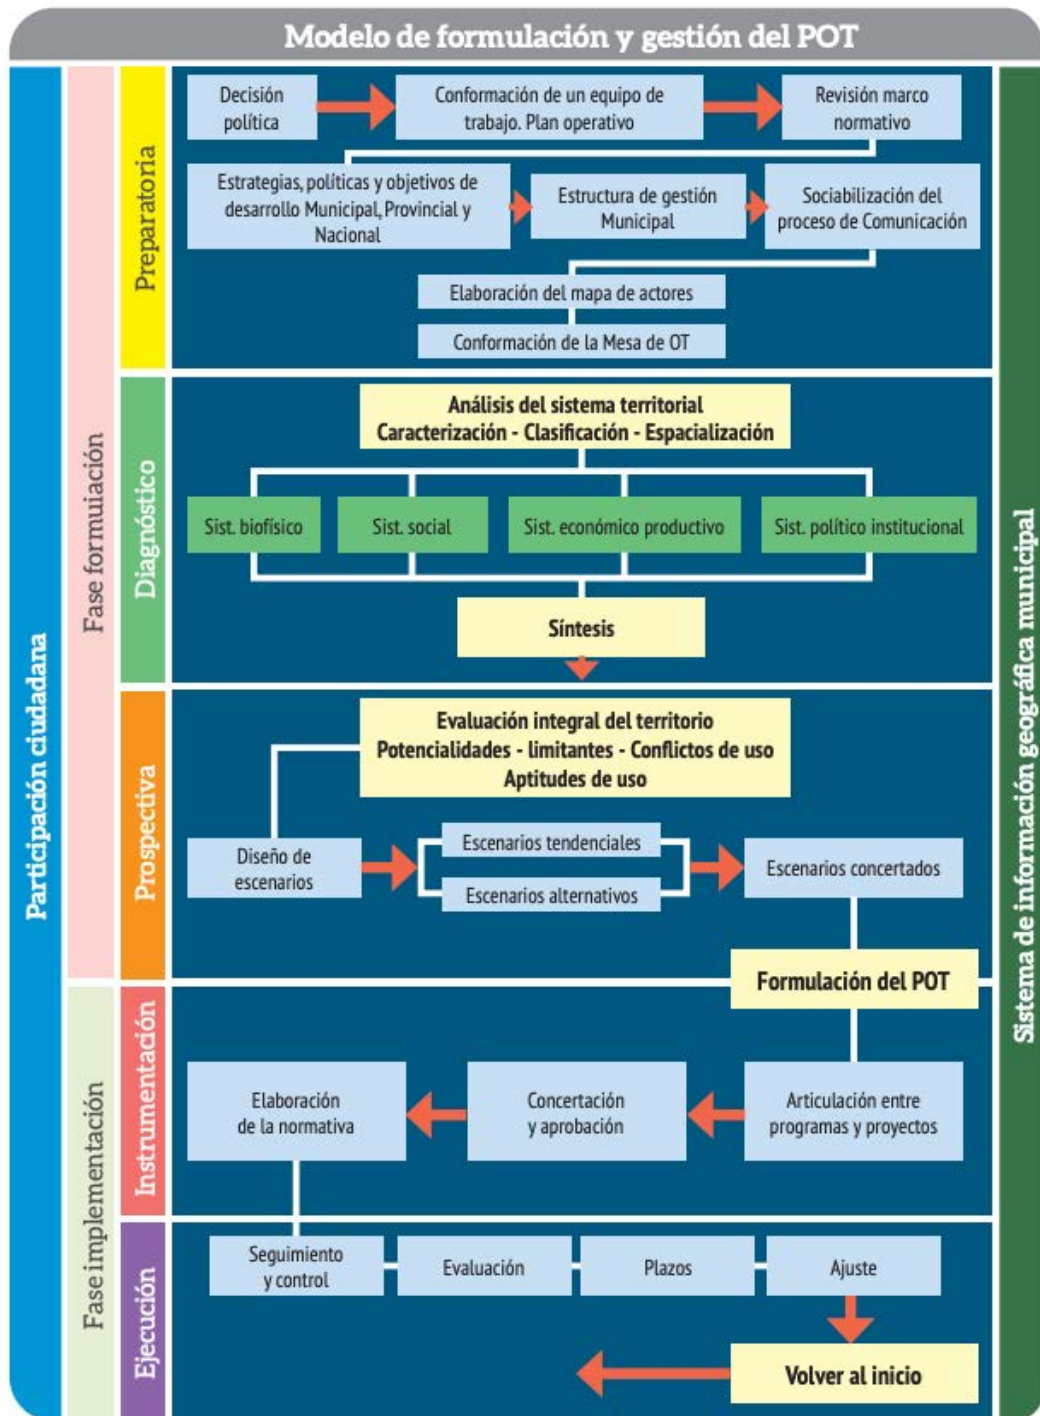 Modelo de formulación y gestión del POT
Participación ciudadana
Fase formuiación
Preparatoria
Decisión
política
Conformación de un equipo de
trabajo. Plan operativo
Revisión marco
normativo
Estrategias, políticas y objetivos de
desarrollo Municipal, Provincial y
Nacional
Estructura de gestión
Municipal
Sociabilización del
proceso de Comunicación
Elaboración del mapa de actores
Conformación de la Mesa de OT
Diagnóstico
Análisis del sistema territorial
Caracterización - Clasificación - Espacialización
Sist. biofísico
Sist. social
Sist. económico productivo
Sist. político institucional
Síntesis
Prospectiva
Evaluación integral del territorio
Potencialidades - limitantes - Conflictos de uso
Aptitudes de uso
Diseño de
escenarios
Escenarios tendenciales
Escenarios alternativos
Escenarios concertados
Formulación del POT
Fase implementación
Instrumentación
Elaboración
de la normativa
Concertación
y aprobación
Articulación entre
programas y proyectos
Ejecución
Seguimiento
y control
Evaluación
Plazos
Ajuste
Volver al inicio
Sistema de información geográfica municipal